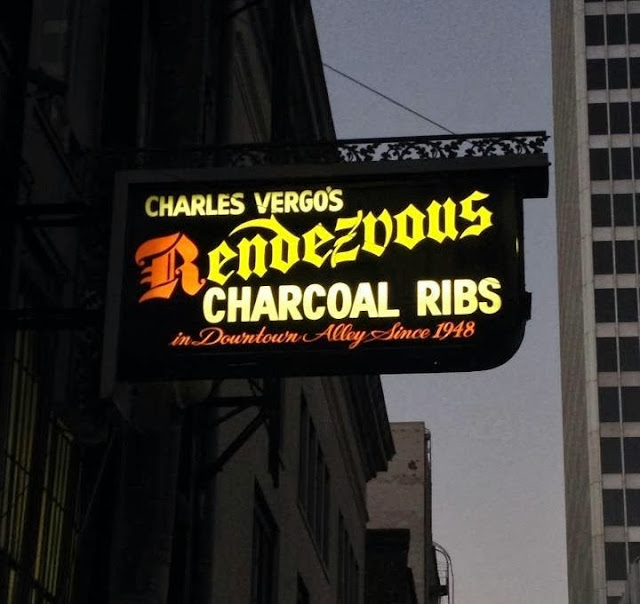 CHARLES VERGO'S
Rendezvous
CHARCOAL RIBS
in Downtown Alley Since 1948